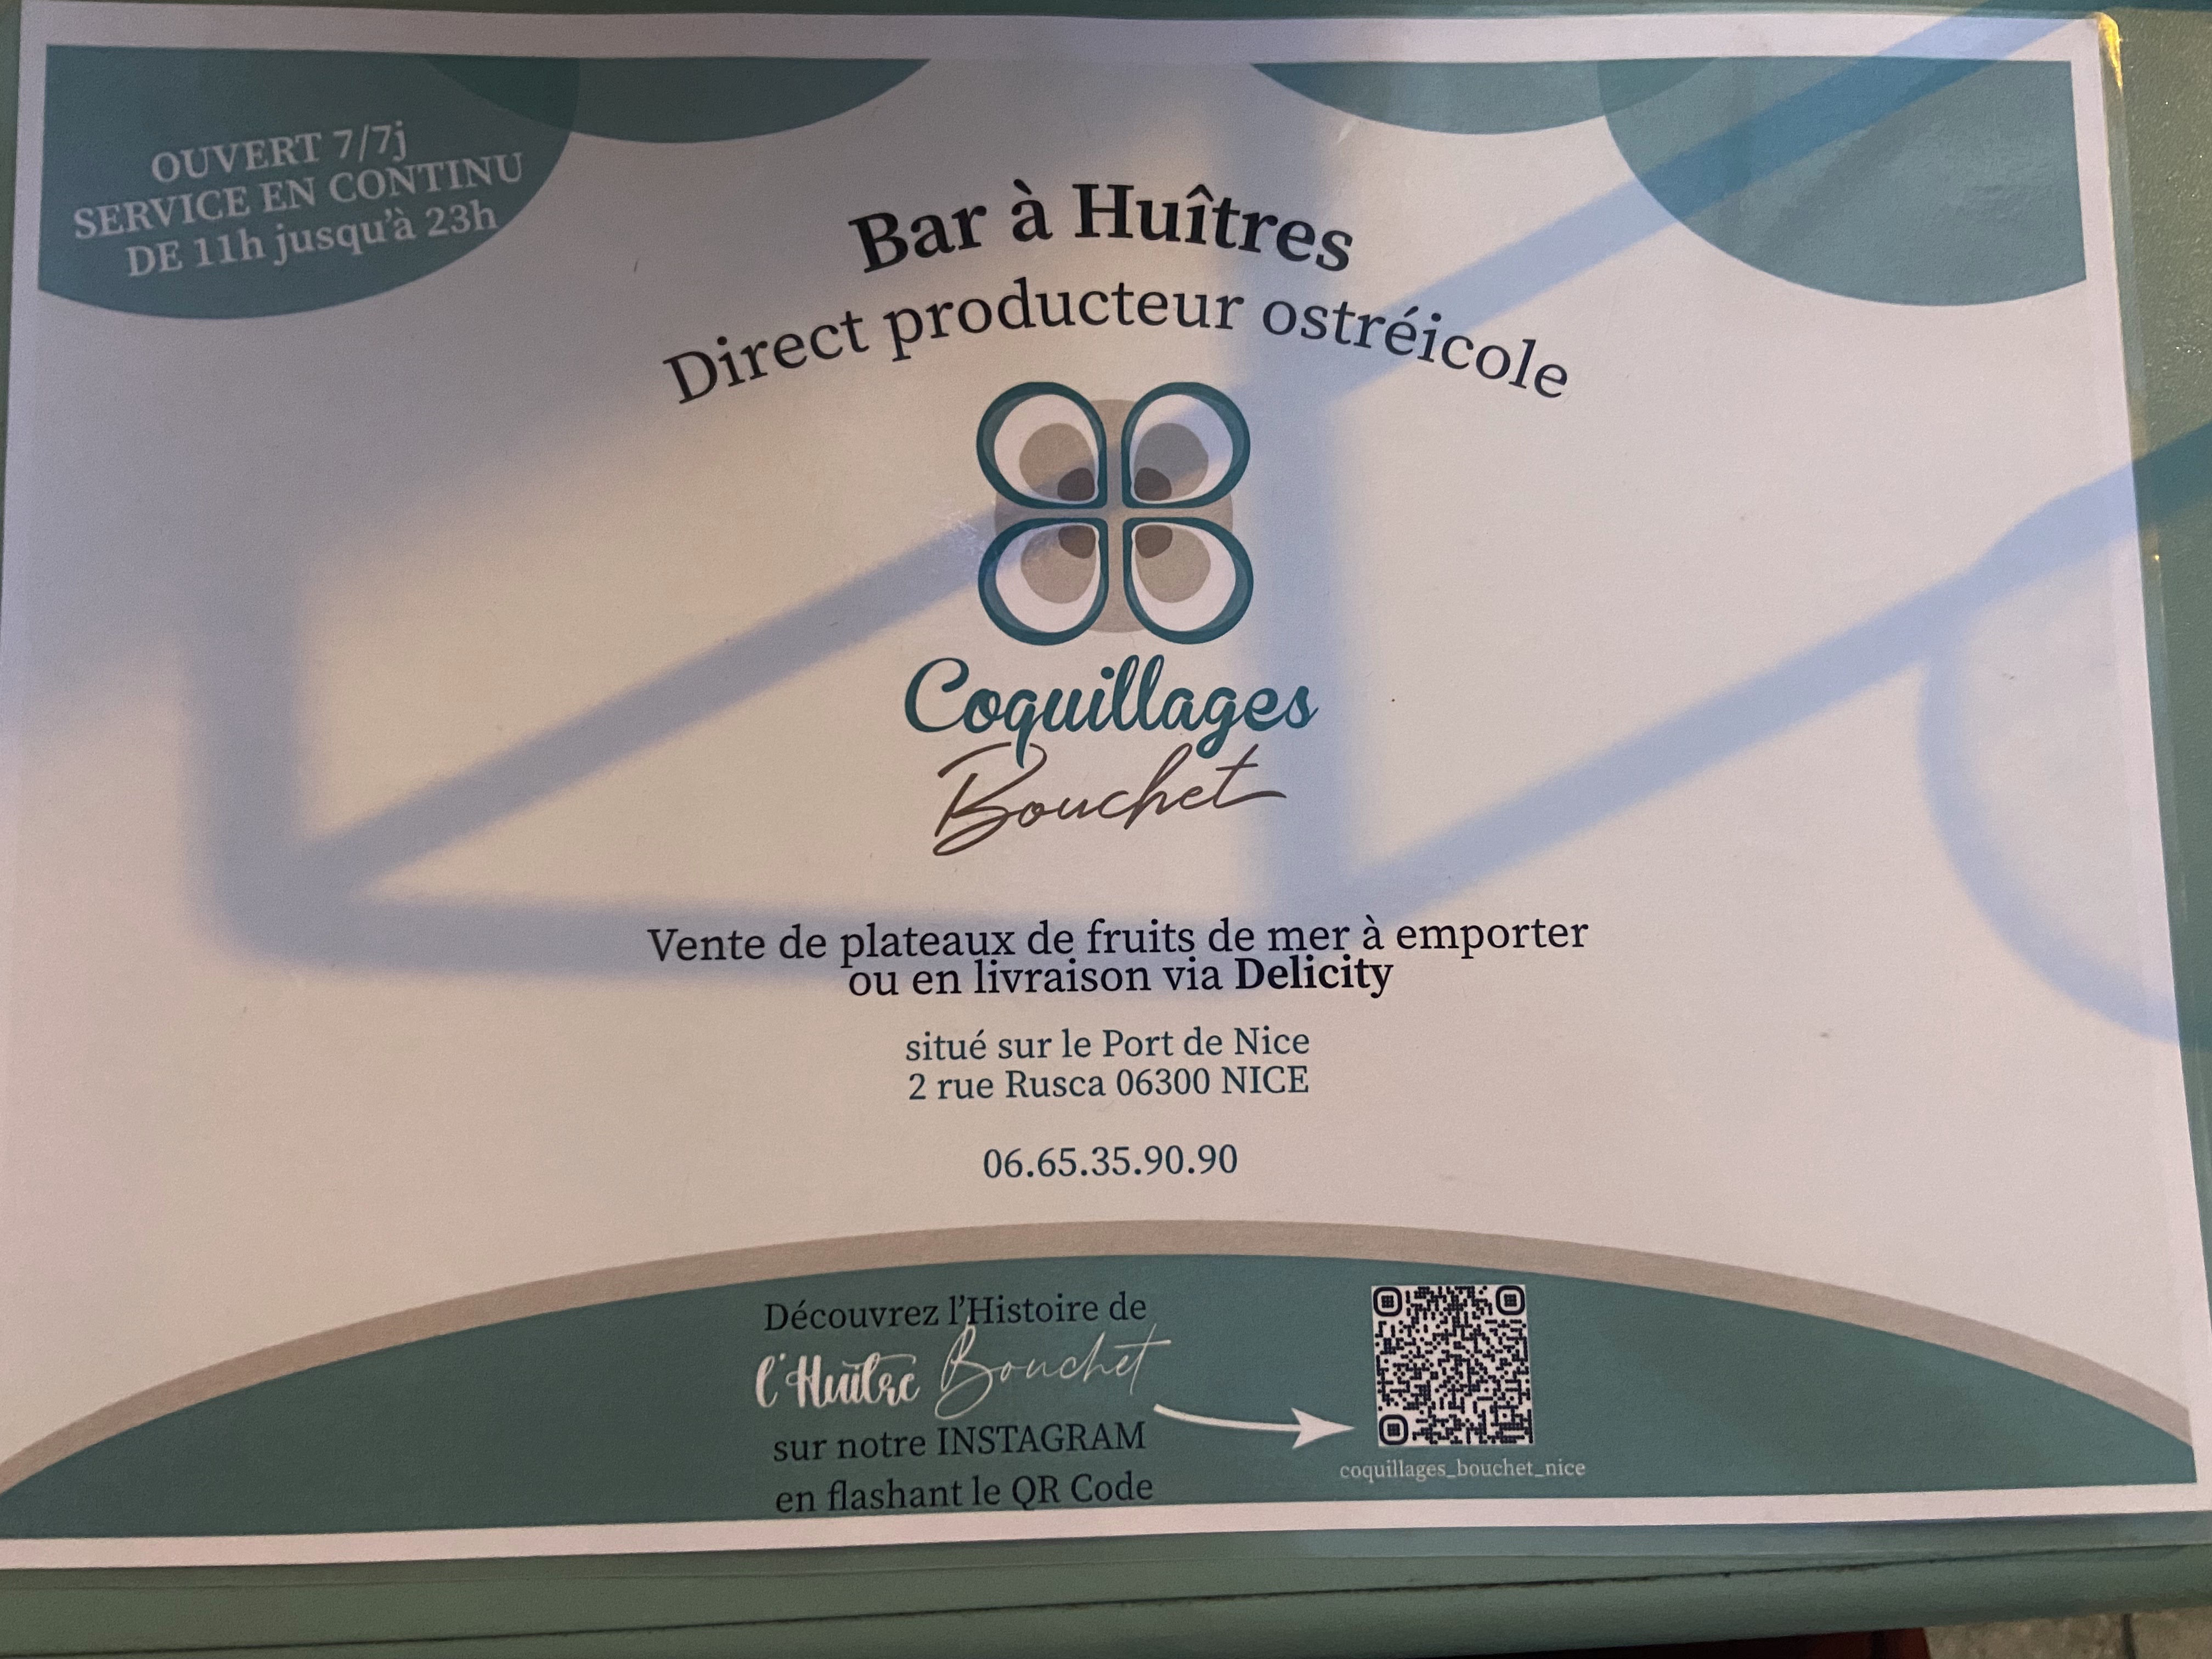 OUVERT 7/7j
SERVICE EN CONTINU
DE 11h jusqu'à 23h
Bar à Huîtres
Direct producteur ostréicole
Coquillages
Bouchet
Vente de plateaux de fruits de mer à emporter
ou en livraison via Delicity
situé sur le Port de Nice
2 rue Rusca 06300 NICE
06.65.35.90.90
Découvrez l'Histoire de
l'Huître Bouchet
sur notre INSTAGRAM
en flashant le QR Code
coquillages_bouchet_nice